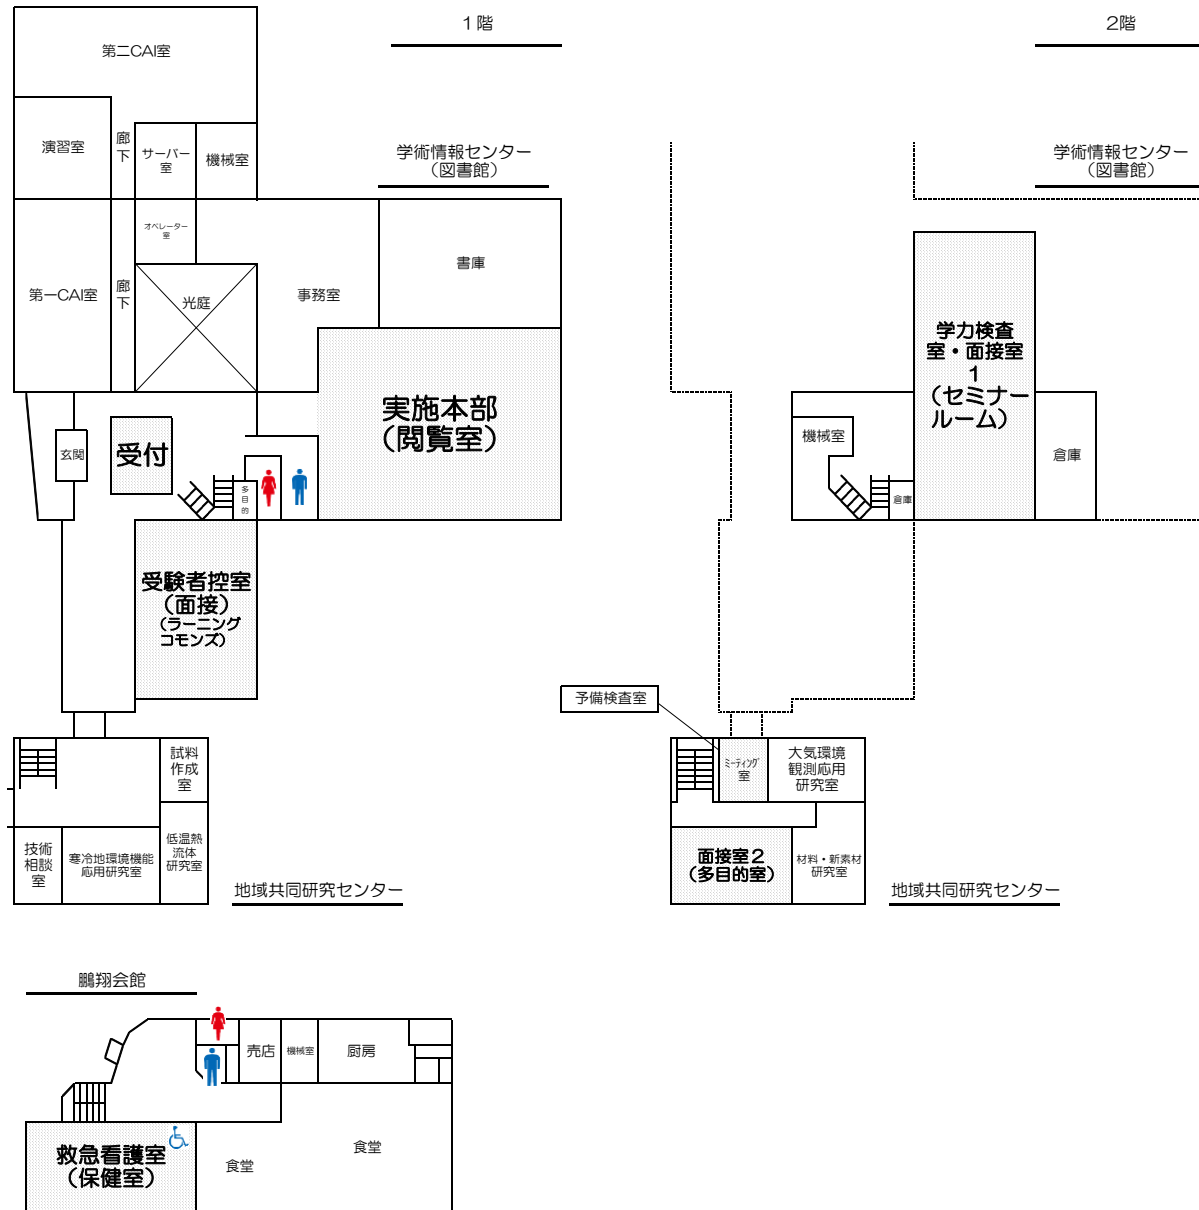 1階
2階
第二CAI室
演習室
廊
下
サーバー
室
機械室
学術情報センター
（図書館）
学術情報センター
（図書館）
オペレーター
室
第一CAI室
廊
下
光庭
事務室
書庫
実施本部
（閲覧室）
玄関
受付
多
目
的
受験者控室
（面接）
（ラーニング
コモンズ）
学力検査
室・面接室
1
（セミナー
ルーム）
機械室
倉庫
倉庫
予備検査室
試料
作成
室
技術
相談
室
寒冷地環境機能
応用研究室
低温熱
流体
研究室
地域共同研究センター
ミーティング
室
大気環境
観測応用
研究室
面接室２
（多目的室）
材料・新素材
研究室
地域共同研究センター
鵬翔会館
売店
機械室
厨房
救急看護室
（保健室）
食堂
食堂